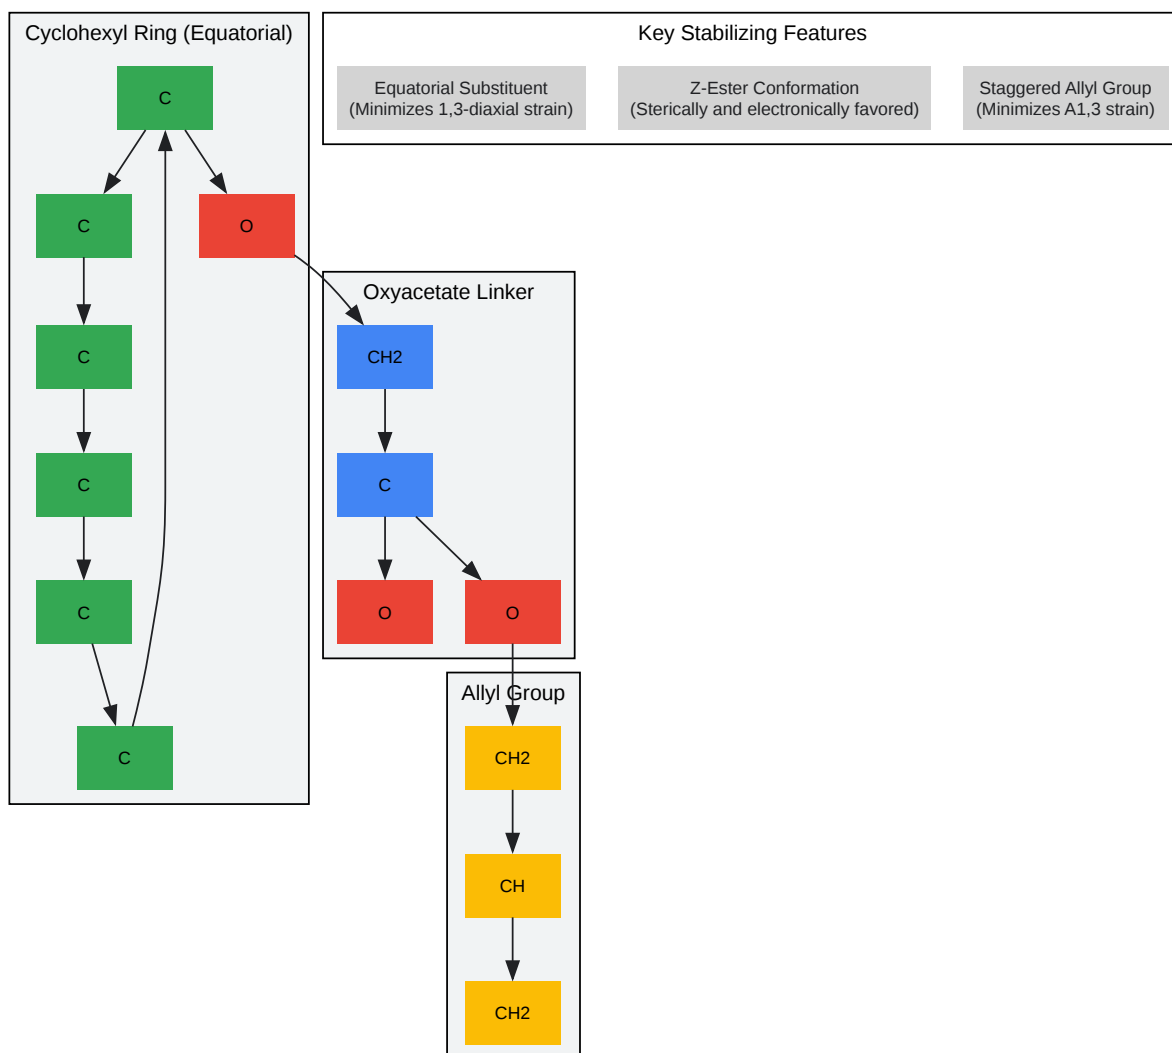 Cyclohexyl Ring (Equatorial)
C
C
O
C
C
C
C
Key Stabilizing Features
Equatorial Substituent
(Minimizes 1,3-diaxial strain)
Z-Ester Conformation
(Sterically and electronically favored)
Staggered Allyl Group
(Minimizes A1,3 strain)
Oxyacetate Linker
CH2
C
O
O
Allyl Group
CH2
CH
CH2